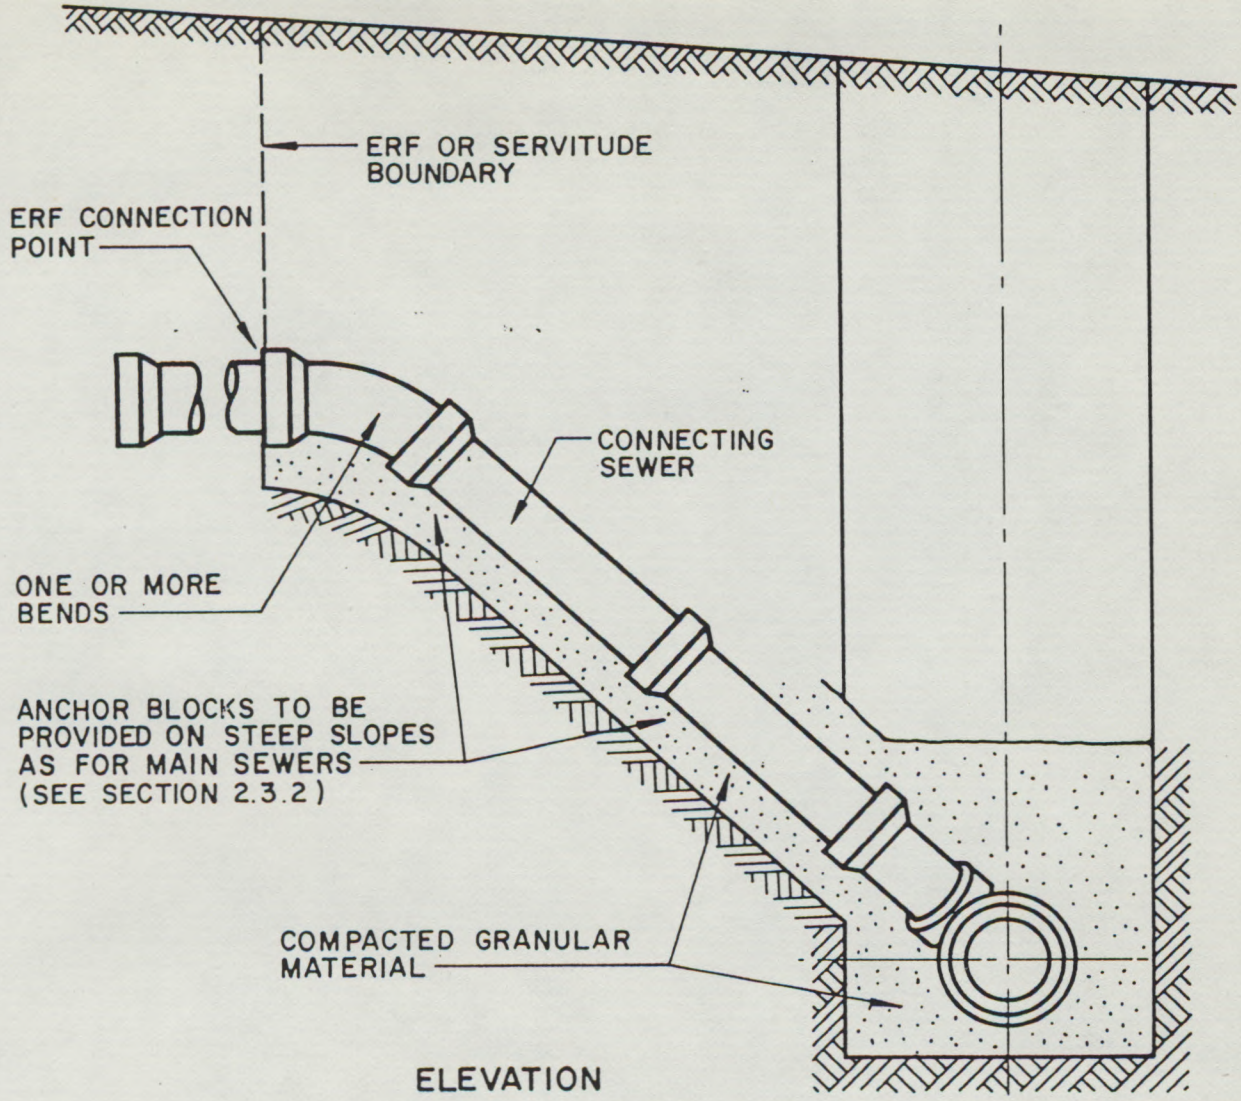 ERF OR SERVITUDE
BOUNDARY
ERF CONNECTION
POINT
CONNECTING
SEWER
ONE OR MORE
BENDS
ANCHOR BLOCKS TO BE
PROVIDED ON STEEP SLOPES
AS FOR MAIN SEWERS
(SEE SECTION 2.3.2)
COMPACTED GRANULAR
MATERIAL
ELEVATION